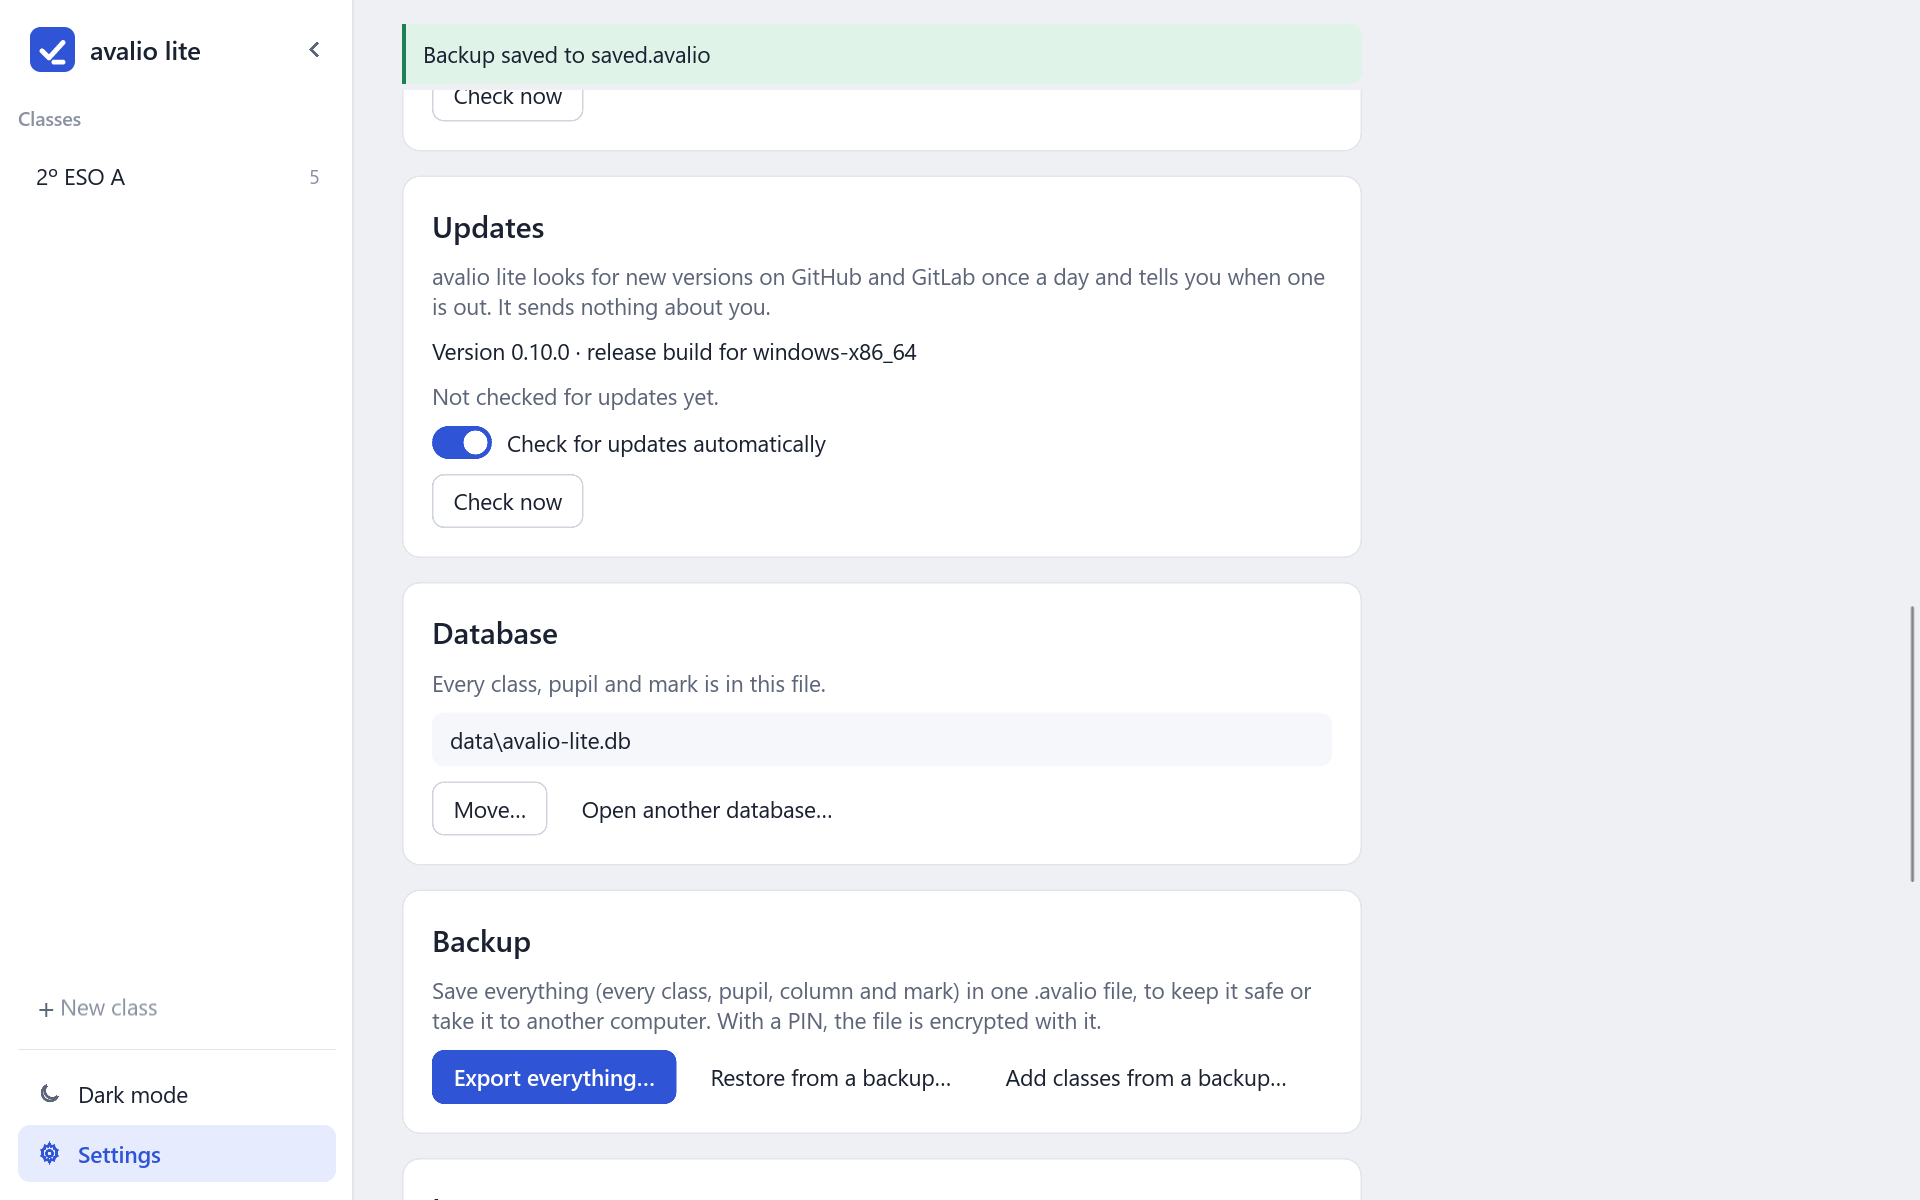 avalio lite
Classes
2º ESO A 5
+ New class
Dark mode
Settings
Backup saved to saved.avalio
Check now
Updates
avalio lite looks for new versions on GitHub and GitLab once a day and tells you when one
is out. It sends nothing about you.
Version 0.10.0 · release build for windows-x86_64
Not checked for updates yet.
Check for updates automatically
Check now
Database
Every class, pupil and mark is in this file.
data\avalio-lite.db
Move... Open another database...
Backup
Save everything (every class, pupil, column and mark) in one .avalio file, to keep it safe or
take it to another computer. With a PIN, the file is encrypted with it.
Export everything... Restore from a backup... Add classes from a backup...